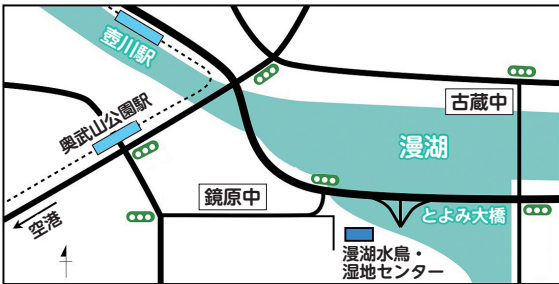 壺川駅
奥武山公園駅
古蔵中
漫湖
鏡原中
とよみ大橋
空港
漫湖水鳥・
湿地センター